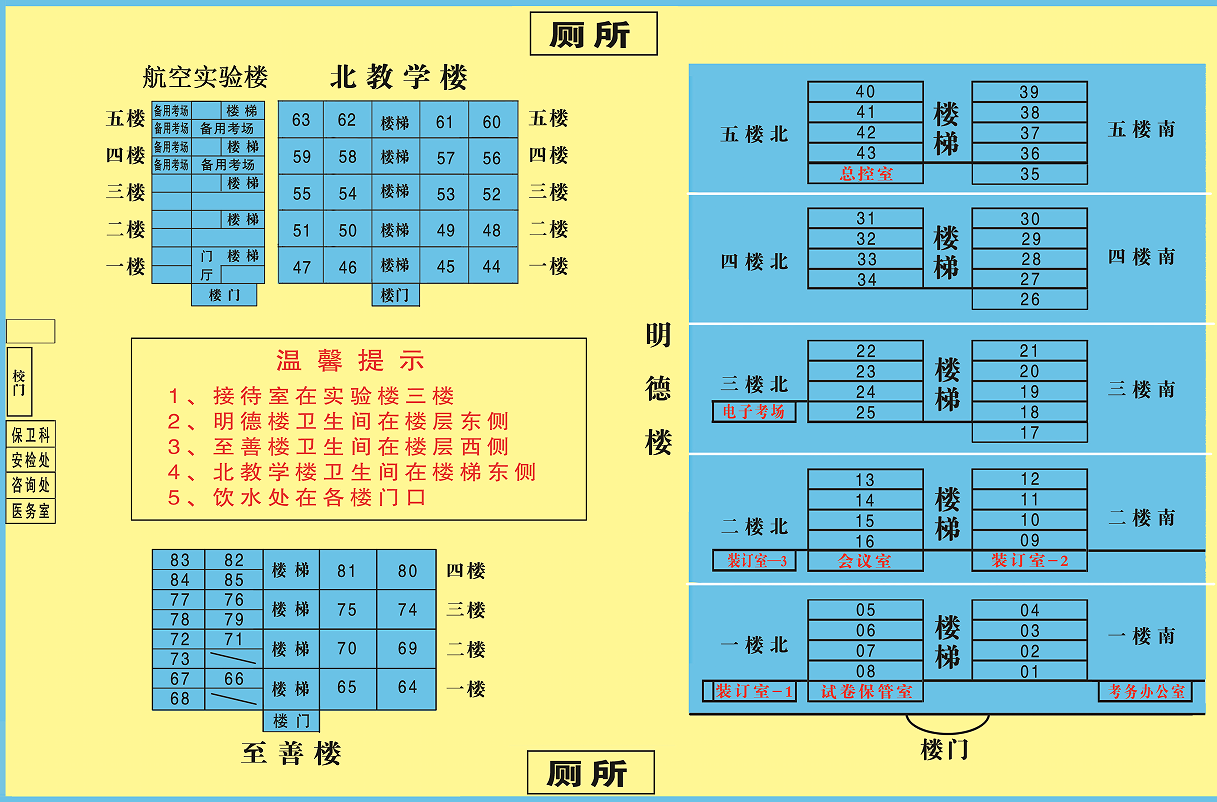 厕所
航空实验楼
北教学楼
五楼
备用考场 楼梯
备用考场 备用考场
四楼
备用考场 楼梯
备用考场 备用考场
三楼
楼梯
二楼
楼梯
一楼
门厅 楼梯
楼门
63 62 楼梯 61 60 五楼
59 58 楼梯 57 56 四楼
55 54 楼梯 53 52 三楼
51 50 楼梯 49 48 二楼
47 46 楼梯 45 44 一楼
楼门
校门
保卫科
安检处
咨询处
医务室
温馨提示
1、接待室在实验楼三楼
2、明德楼卫生间在楼层东侧
3、至善楼卫生间在楼层西侧
4、北教学楼卫生间在楼梯东侧
5、饮水处在各楼门口
83 82 楼梯 81 80 四楼
84 85
77 76 楼梯 75 74 三楼
78 79
72 71 楼梯 70 69 二楼
73
67 66 楼梯 65 64 一楼
68
楼门
至善楼
明德楼
五楼北
40
41
42
43
总控室
楼梯
39
38
37
36
35
五楼南
四楼北
31
32
33
34
楼梯
30
29
28
27
26
四楼南
三楼北
电子考场
22
23
24
25
楼梯
21
20
19
18
17
三楼南
二楼北
装订室—3
13
14
15
16
会议室
楼梯
12
11
10
09
装订室-2
二楼南
一楼北
装订室-1
05
06
07
08
试卷保管室
楼梯
04
03
02
01
一楼南
考务办公室
楼门
厕所